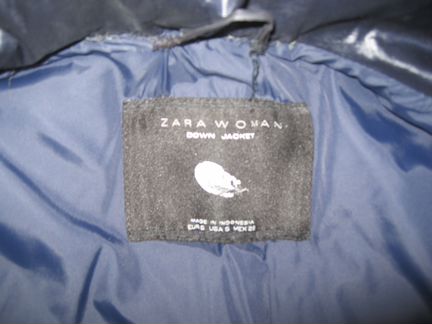 ZARA WOMAN
DOWN JACKET
MADE IN INDONESIA
EUR S USA S MEX 26